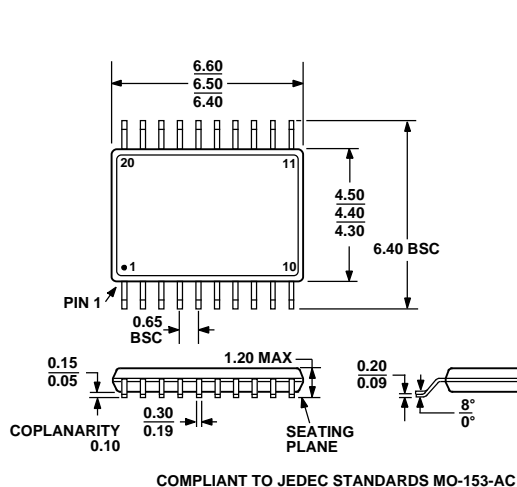 6.60
6.50
6.40
20
11
4.50
4.40
4.30
6.40 BSC
1
10
PIN 1
0.65
BSC
1.20 MAX
0.15
0.05
0.20
0.09
8°
0°
0.30
0.19
COPLANARITY
0.10
SEATING
PLANE
COMPLIANT TO JEDEC STANDARDS MO-153-AC